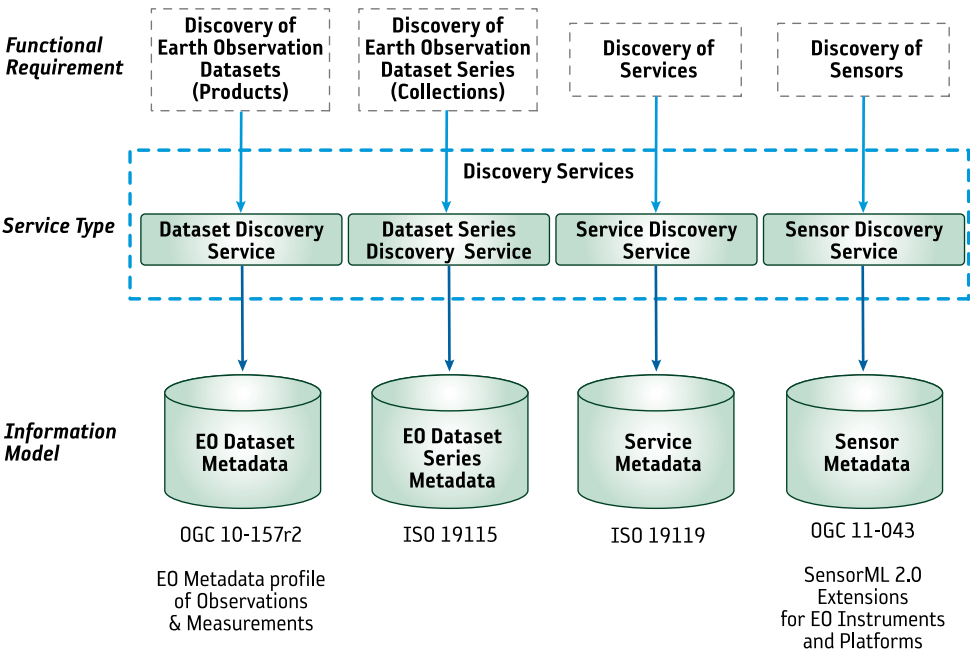 Functional
Requirement
Discovery of
Earth Observation
Datasets
(Products)
Discovery of
Earth Observation
Dataset Series
(Collections)
Discovery of
Services
Discovery of
Sensors
Discovery Services
Service Type
Dataset Discovery
Service
Dataset Series
Discovery Service
Service Discovery
Service
Sensor Discovery
Service
Information
Model
EO Dataset
Metadata
EO Dataset
Series
Metadata
Service
Metadata
Sensor
Metadata
OGC 10-157r2
EO Metadata profile
of Observations
& Measurements
ISO 19115
ISO 19119
OGC 11-043
SensorML 2.0
Extensions
for EO Instruments
and Platforms